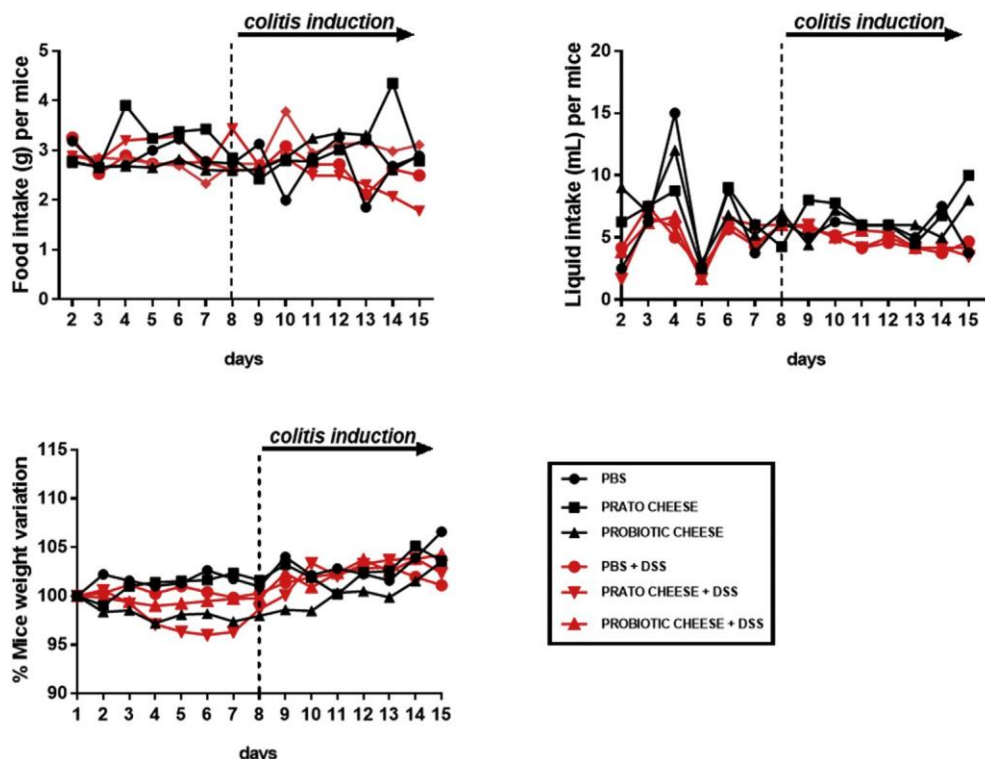 colitis induction
Food intake (g) per mice
5
4
3
2
1
0
2 3 4 5 6 7 8 9 10 11 12 13 14 15
days
colitis induction
Liquid intake (mL) per mice
20
15
10
5
0
2 3 4 5 6 7 8 9 10 11 12 13 14 15
days
colitis induction
% Mice weight variation
115
110
105
100
95
90
1 2 3 4 5 6 7 8 9 10 11 12 13 14 15
days
PBS
PRATO CHEESE
PROBIOTIC CHEESE
PBS + DSS
PRATO CHEESE + DSS
PROBIOTIC CHEESE + DSS